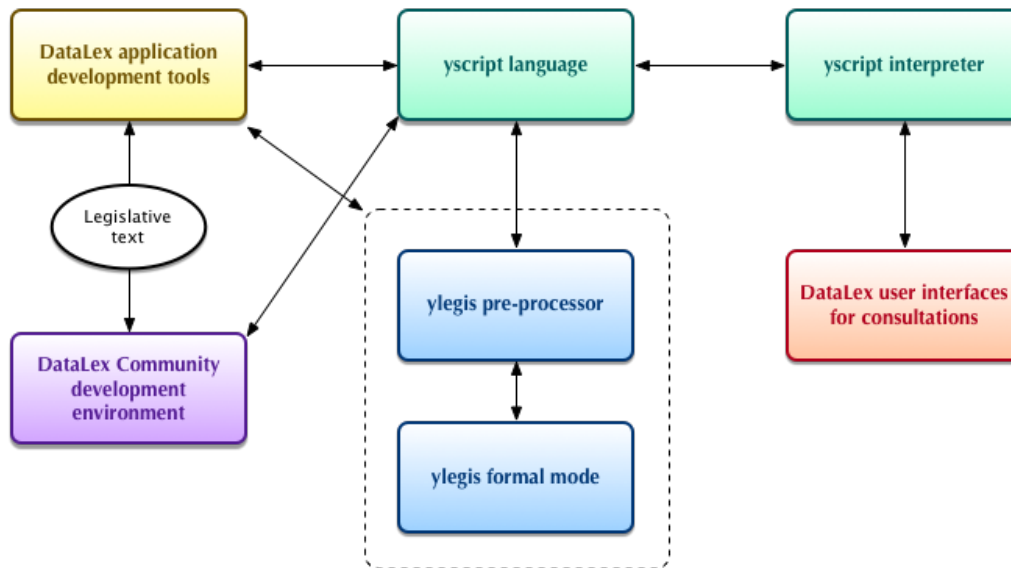 DataLex application
development tools
yscript language
yscript interpreter
Legislative
text
ylegis pre-processor
DataLex user interfaces
for consultations
DataLex Community
development
environment
ylegis formal mode